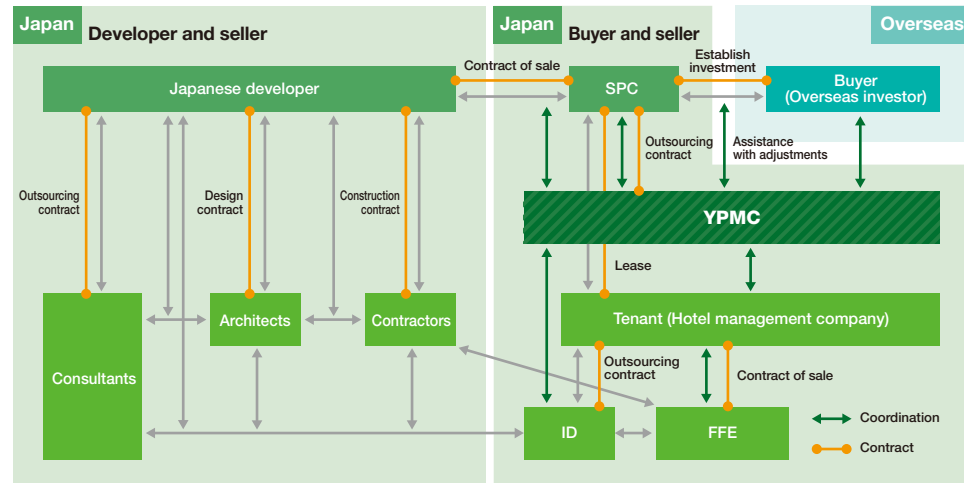 Japan
Developer and seller
Japan
Buyer and seller
Overseas
Japanese developer
Contract of sale
SPC
Establish
investment
Buyer
(Overseas investor)
Outsourcing
contract
Assistance
with adjustments
Outsourcing
contract
Design
contract
Construction
contract
YPMC
Lease
Consultants
Architects
Contractors
Tenant (Hotel management company)
Outsourcing
contract
Contract of sale
ID
FFE
Coordination
Contract